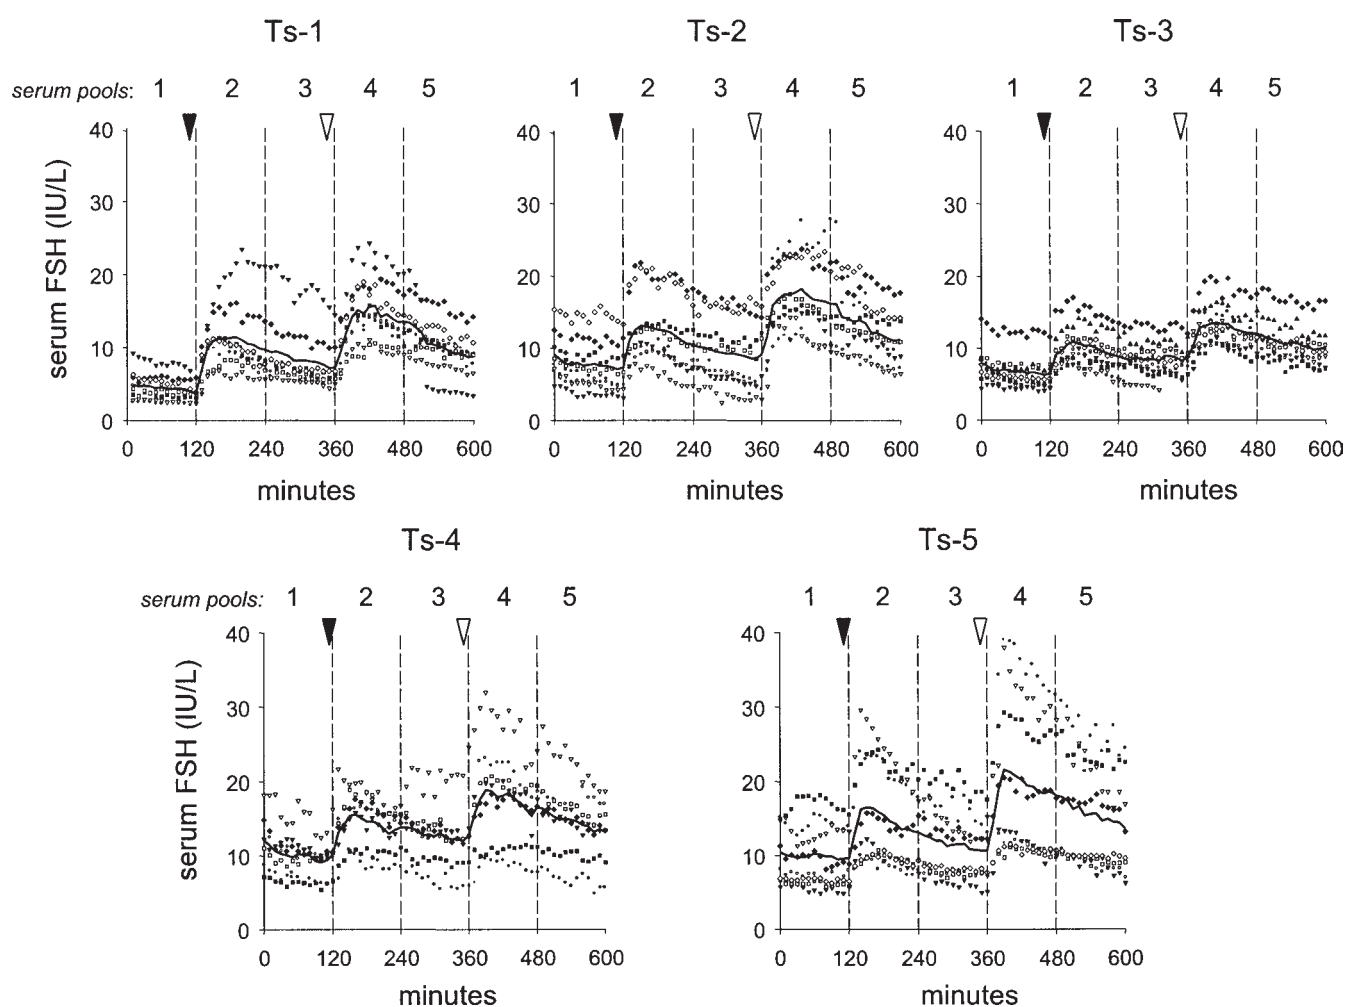 Ts-1 Ts-2 Ts-3
serum pools: 1 2 3 4 5 1 2 3 4 5 1 2 3 4 5
40 40 40
30 30 30
20 20 20
10 10 10
0 0 0
serum FSH (IU/L)
0 120 240 360 480 600 0 120 240 360 480 600 0 120 240 360 480 600
minutes minutes minutes
Ts-4 Ts-5
serum pools: 1 2 3 4 5 1 2 3 4 5
40 40
30 30
20 20
10 10
0 0
serum FSH (IU/L)
0 120 240 360 480 600 0 120 240 360 480 600
minutes minutes